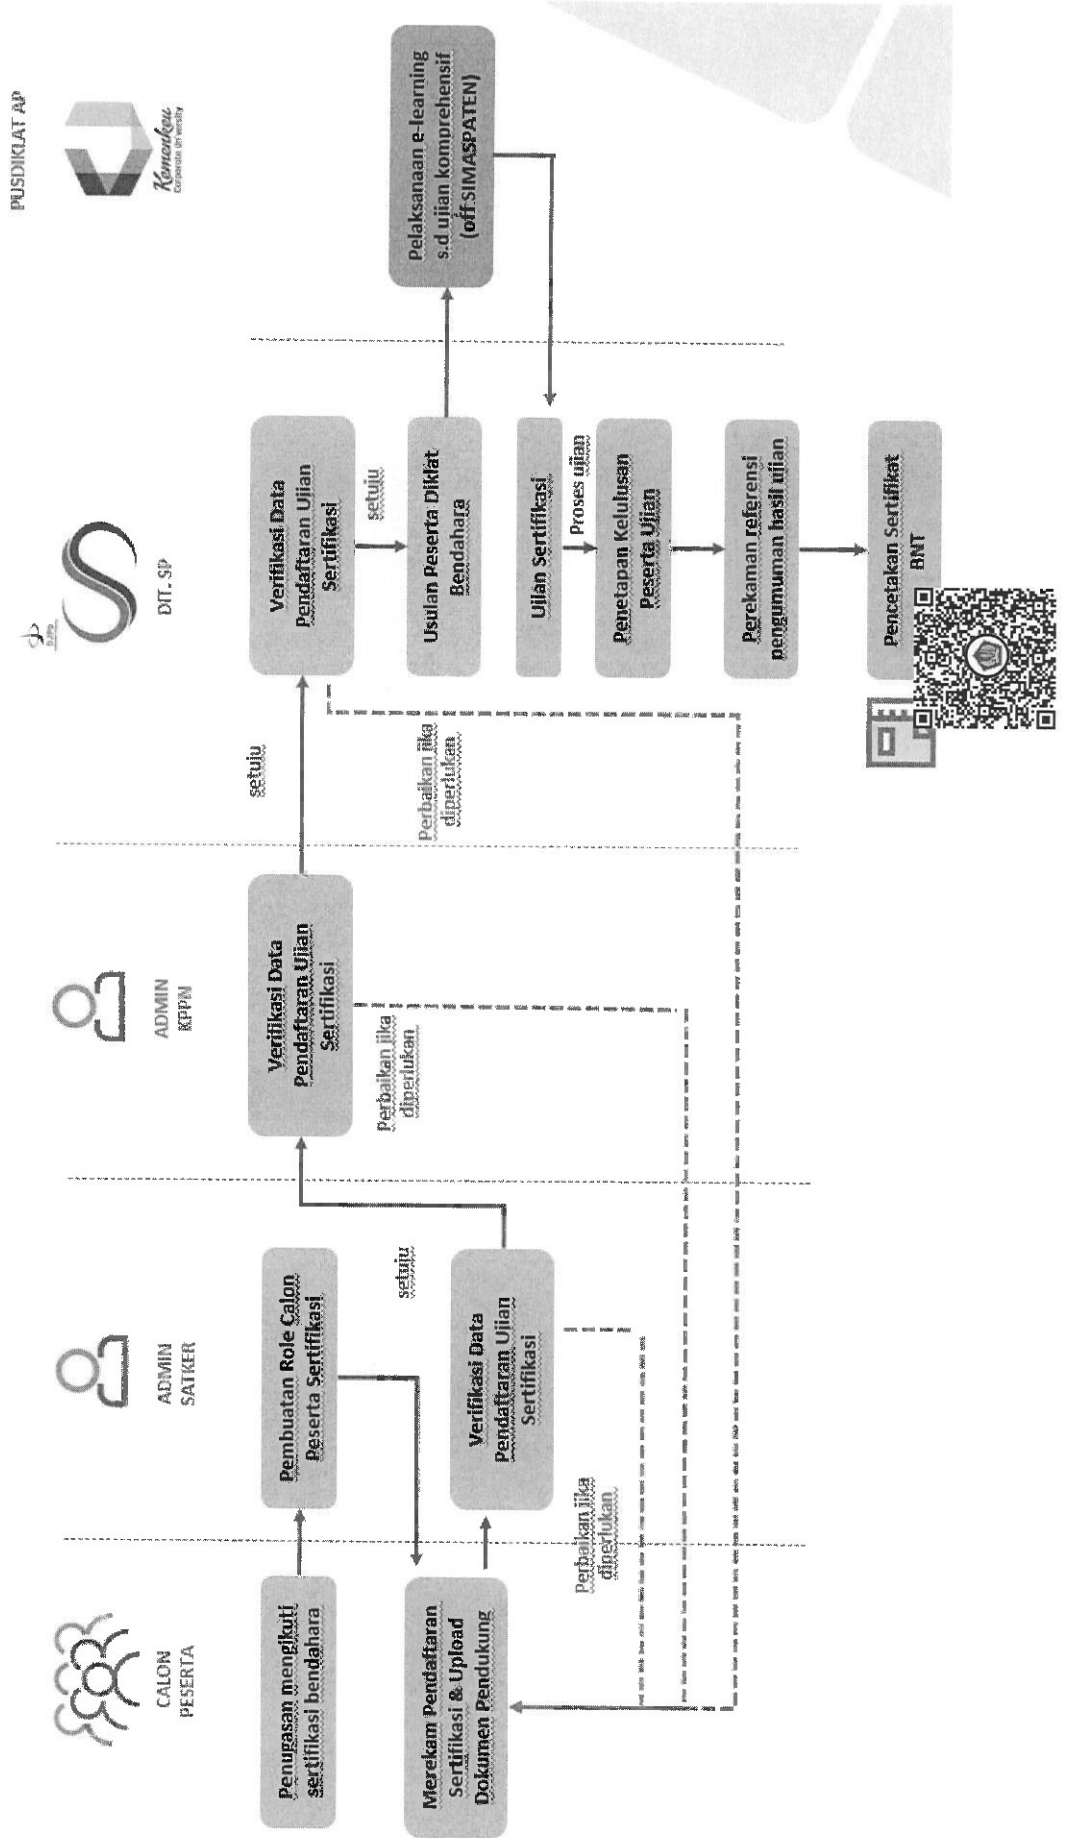 CALON
PESERTA
ADMIN
SATKER
ADMIN
KPPN
DJPb
DIT. SP
PUSDIKLAT AP
Kemenkeu
Corporate University
Penugasan mengikuti
sertifikasi bendahara
Pembuatan Role Calon
Peserta Sertifikasi
Merekam Pendaftaran
Sertifikasi & Upload
Dokumen Pendukung
Verifikasi Data
Pendaftaran Ujian
Sertifikasi
setuju
Perbaikan jika
diperlukan
Verifikasi Data
Pendaftaran Ujian
Sertifikasi
Perbaikan jika
diperlukan
setuju
Verifikasi Data
Pendaftaran Ujian
Sertifikasi
Perbaikan jika
diperlukan
setuju
Usulan Peserta Diklat
Bendahara
Pelaksanaan e-learning
s.d ujian komprehensif
(off SIMASPATEN)
Ujian Sertifikasi
Proses ujian
Penetapan Kelulusan
Peserta Ujian
Perekaman referensi
pengumuman hasil ujian
Pencetakan Sertifikat
BNT